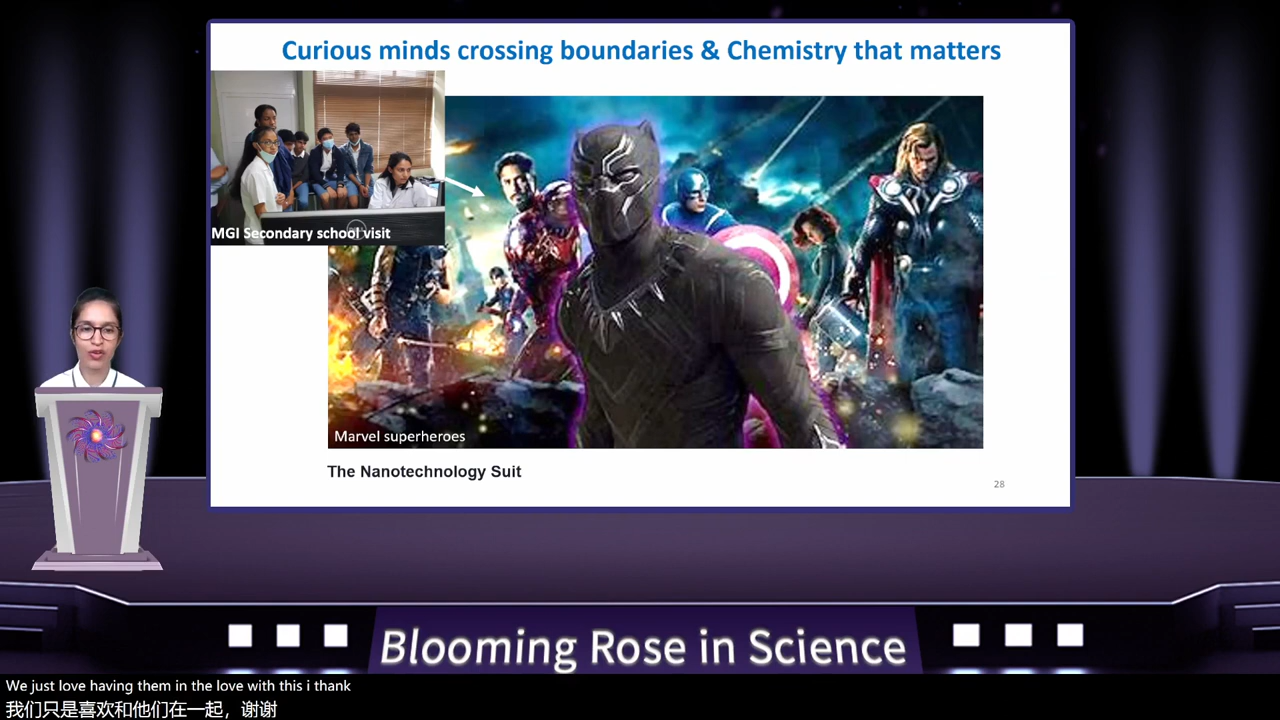 Curious minds crossing boundaries & Chemistry that matters
MGI Secondary school visit
Marvel superheroes
The Nanotechnology Suit
28
Blooming Rose in Science
We just love having them in the love with this i thank
我们只是喜欢和他们在一起，谢谢